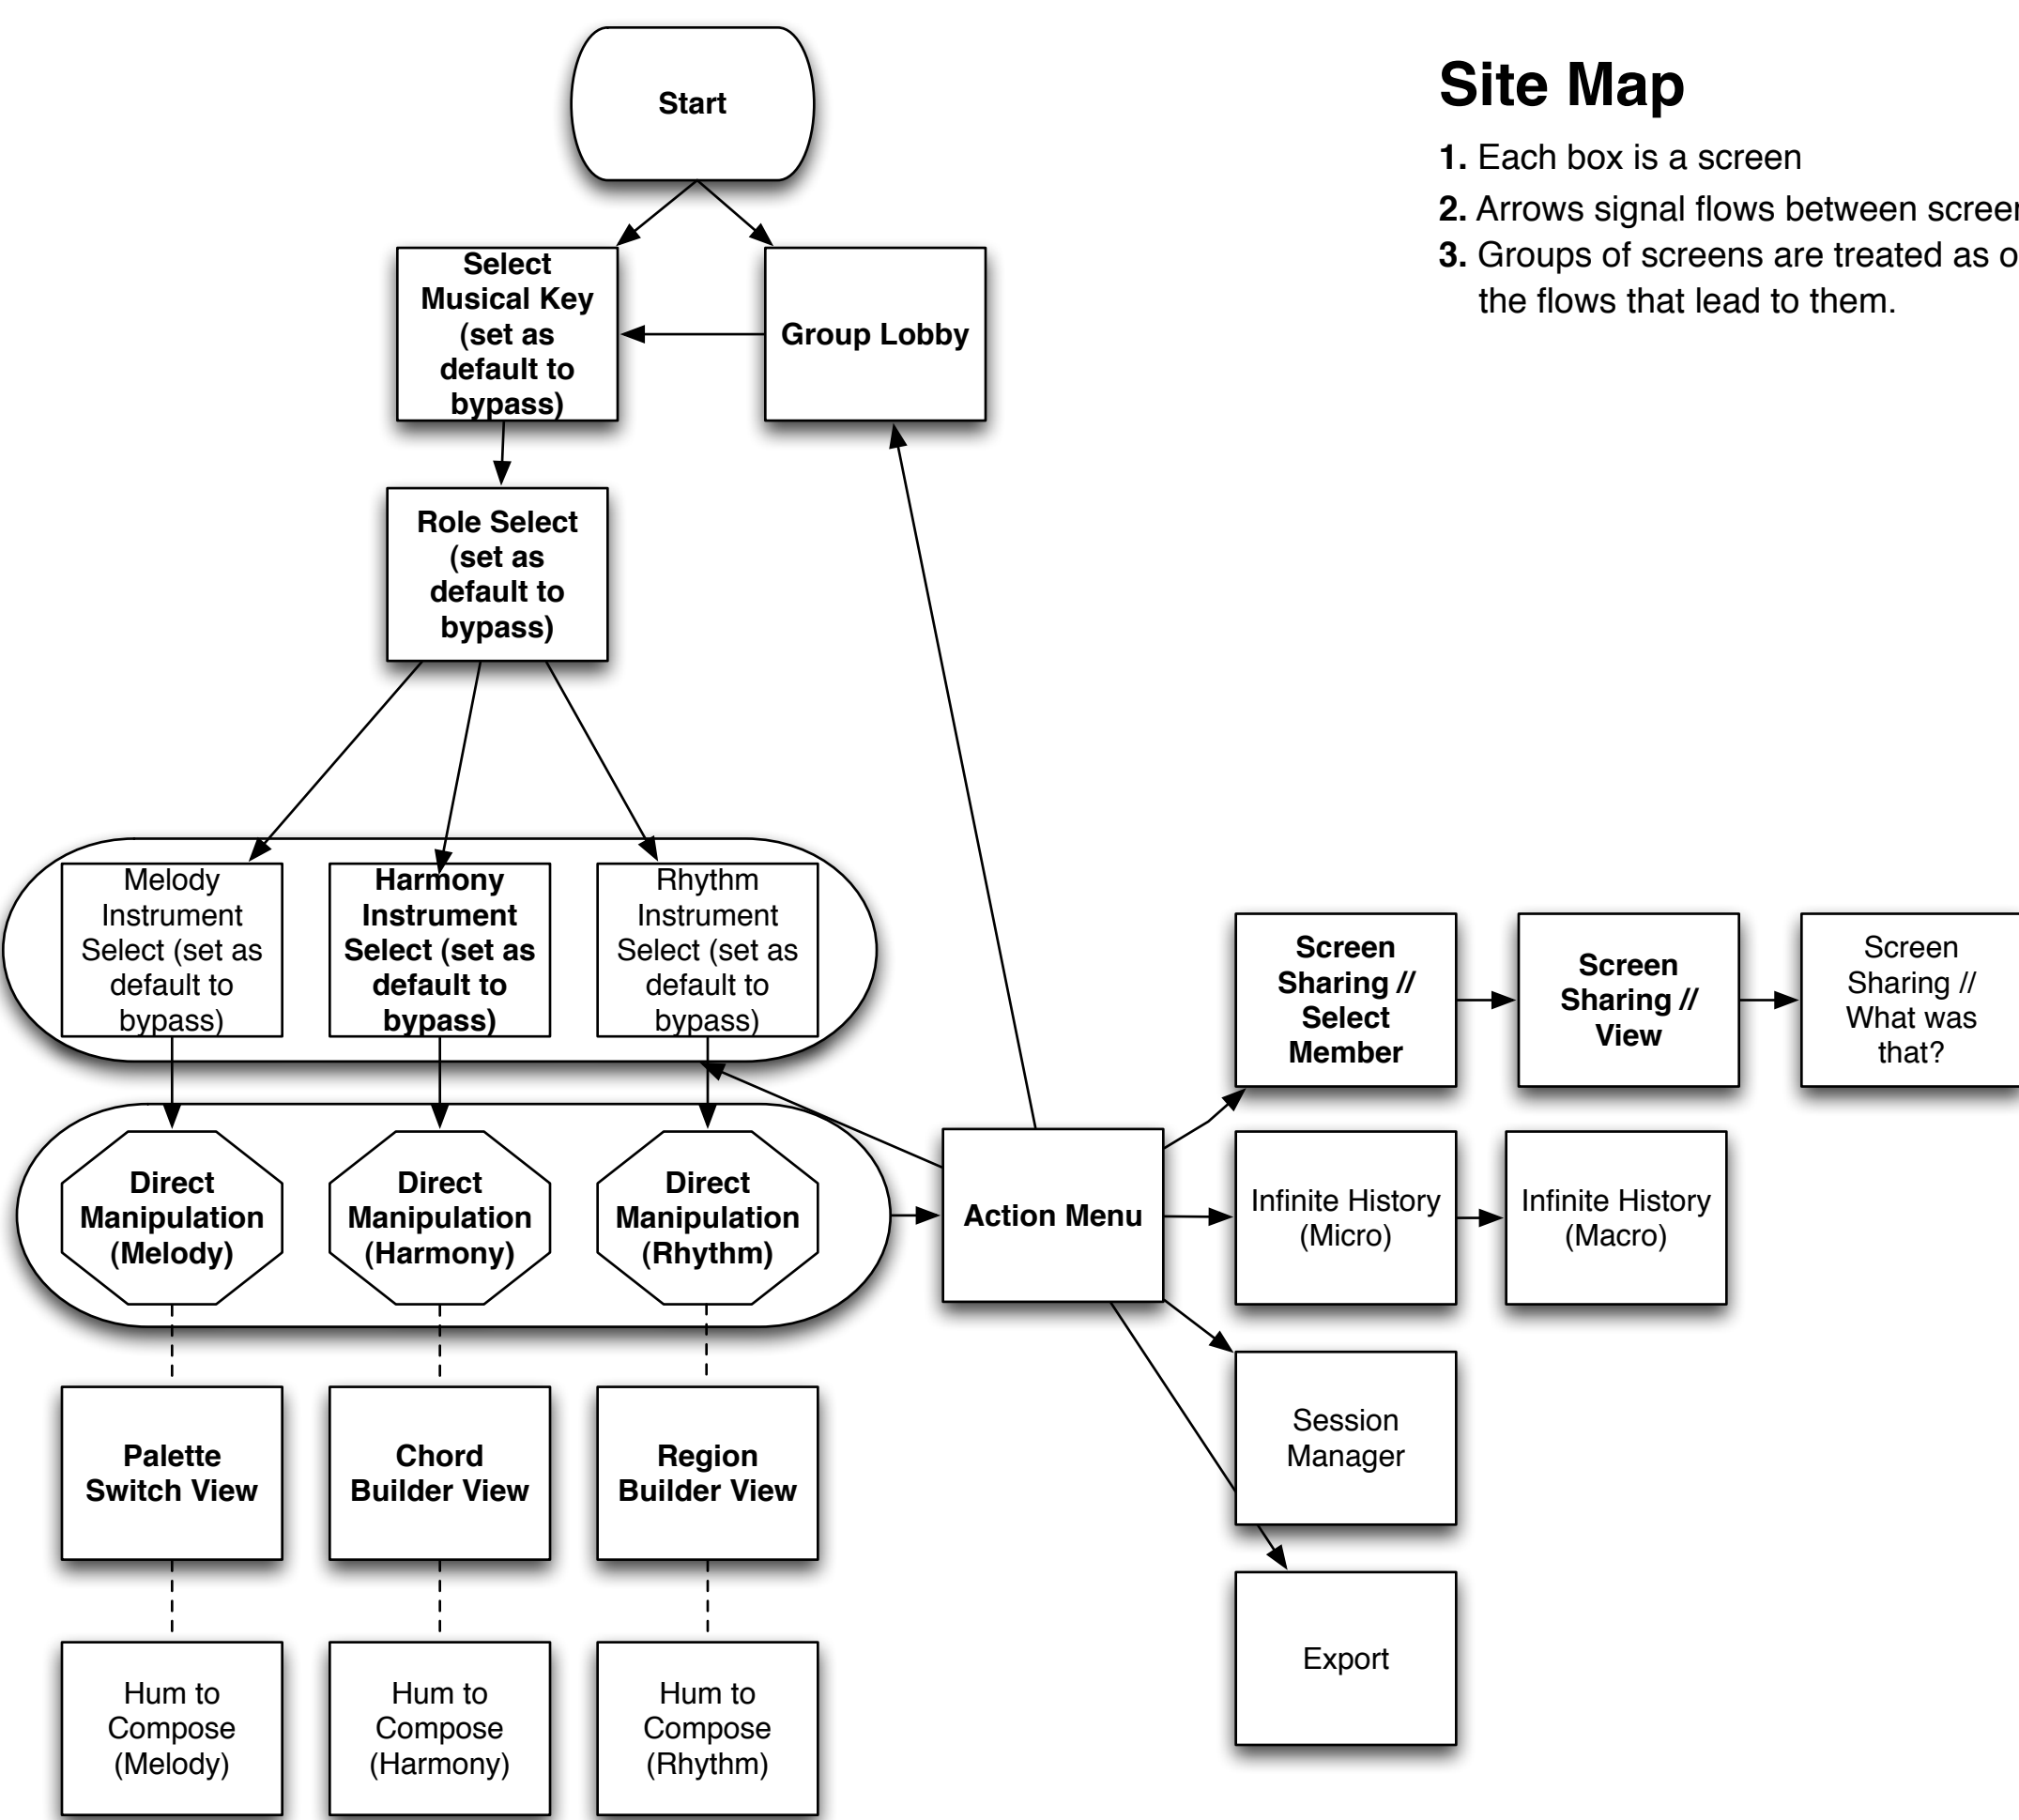 Start
Site Map
1. Each box is a screen
2. Arrows signal flows between
3. Groups of screens are treated as
the flows that lead to them.
Select
Musical Key
(set as
default to
bypass)
Group Lobby
Role Select
(set as
default to
bypass)
Melody
Instrument
Select (set as
default to
bypass)
Harmony
Instrument
Select (set as
default to
bypass)
Rhythm
Instrument
Select (set as
default to
bypass)
Screen
Sharing //
Select
Member
Screen
Sharing //
View
Screen
Sharing //
What was
that?
Direct
Manipulation
(Melody)
Direct
Manipulation
(Harmony)
Direct
Manipulation
(Rhythm)
Action Menu
Infinite History
(Micro)
Infinite History
(Macro)
Session
Manager
Palette
Switch View
Chord
Builder View
Region
Builder View
Export
Hum to
Compose
(Melody)
Hum to
Compose
(Harmony)
Hum to
Compose
(Rhythm)